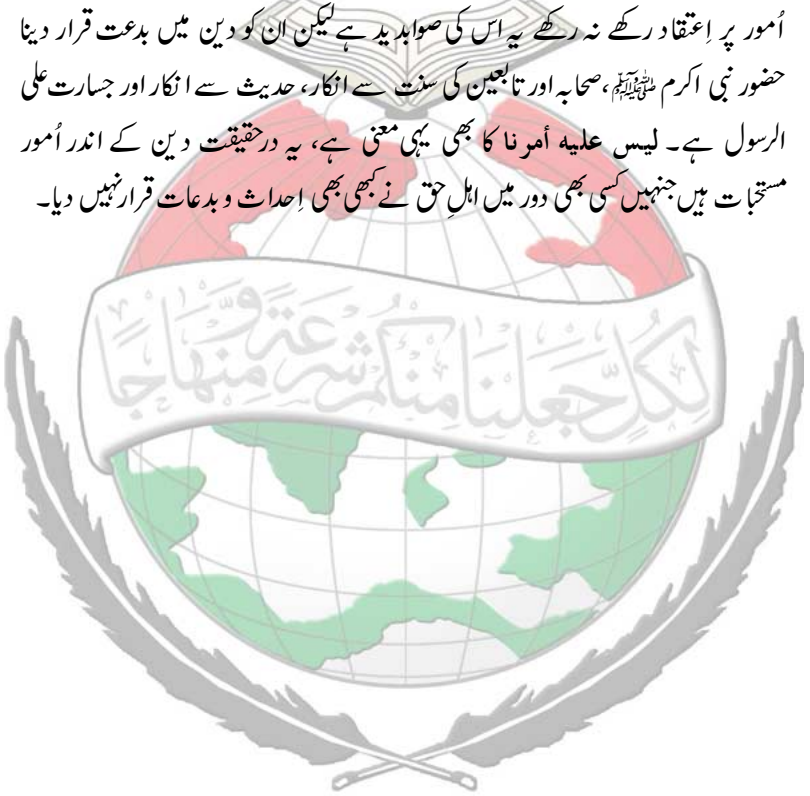 اُمور پر اِعتقاد رکھے نہ رکھے یہ اس کی صوابدید ہے لیکن ان کو دین میں بدعت قرار دینا
حضور نبی اکرم ﷺ، صحابہ اور تابعین کی سنت سے انکار، حدیث سے انکار اور جسارت علی
الرسول ہے۔ لیس علیه أمرنا کا بھی یہی معنی ہے، یہ درحقیقت دین کے اندر اُمور
مستحبات ہیں جنہیں کسی بھی دور میں اہلِ حق نے کبھی بھی اِحداث و بدعات قرار نہیں دیا۔
لِكُلٍّ جَعَلْنَا مِنْكُمْ شِرْعَةً وَّمِنْهَاجًا